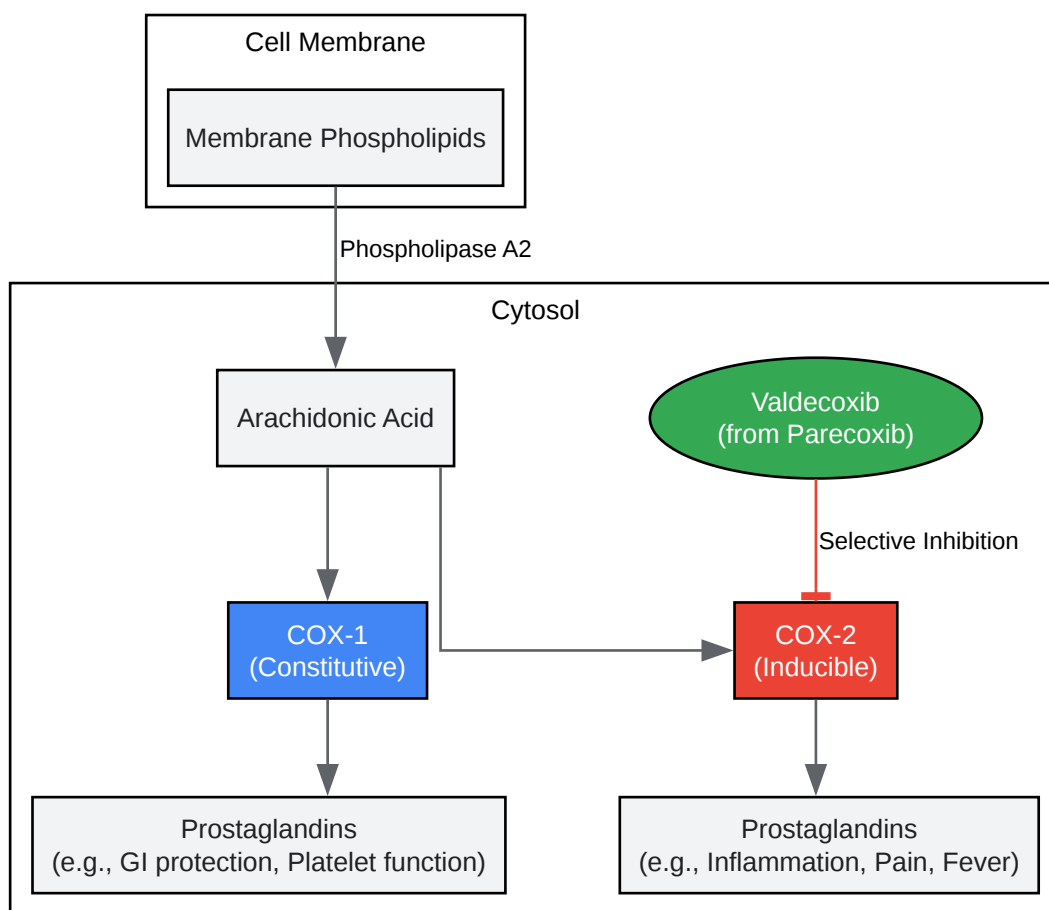 Cell Membrane
Membrane Phospholipids
Phospholipase A2
Cytosol
Arachidonic Acid
Valdecoxib
(from Parecoxib)
Selective Inhibition
COX-1
(Constitutive)
COX-2
(Inducible)
Prostaglandins
(e.g., GI protection, Platelet function)
Prostaglandins
(e.g., Inflammation, Pain, Fever)